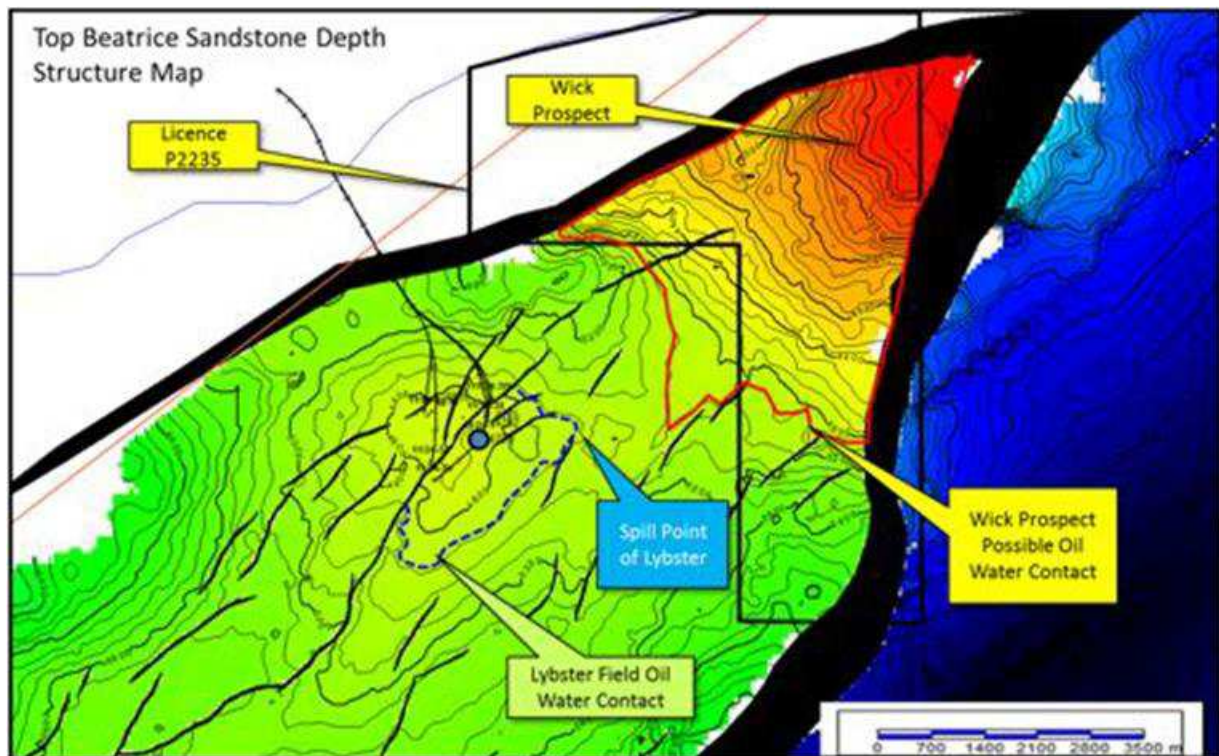 Top Beatrice Sandstone Depth
Structure Map
Wick
Prospect
Licence
P2235
Spill Point
of Lybster
Wick Prospect
Possible Oil
Water Contact
Lybster Field Oil
Water Contact
0 700 1400 2100 2800 3500 m